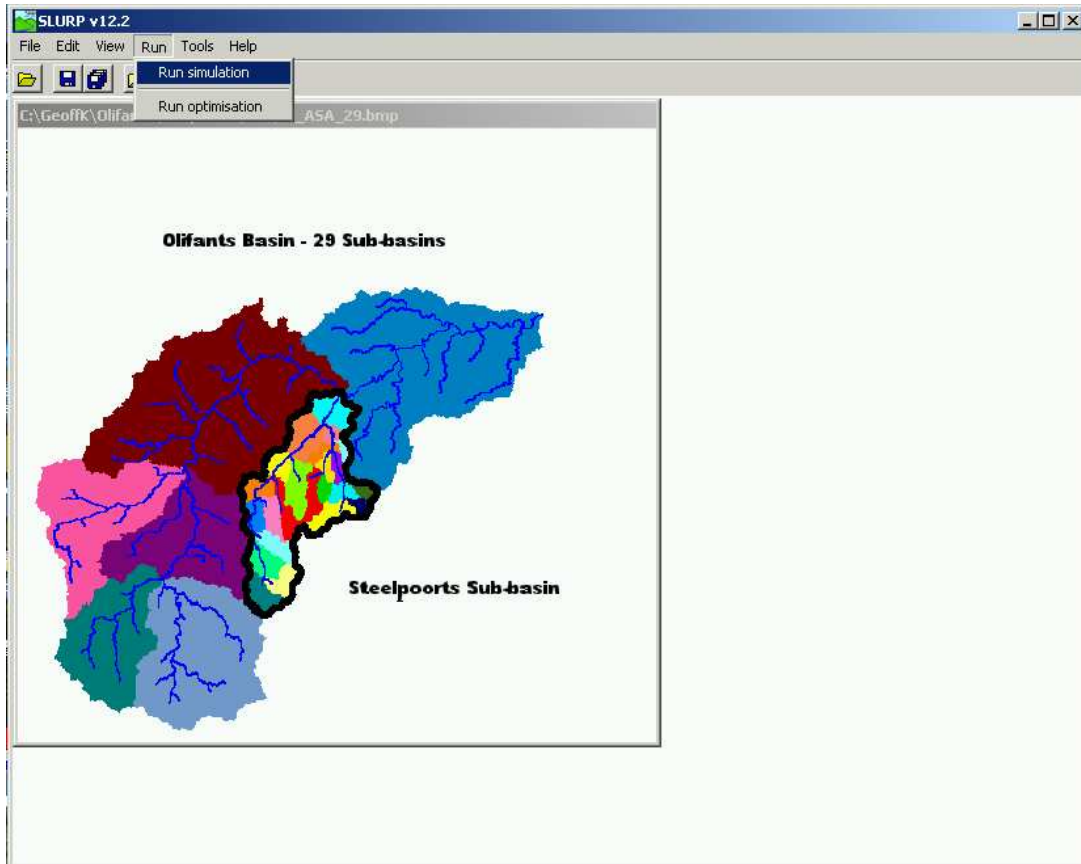 SLURP v12.2
File Edit View Run Tools Help
Run simulation
Run optimisation
C:\GeoffK\Olifa _ASA_29.bmp
Olifants Basin - 29 Sub-basins
Steelpoorts Sub-basin